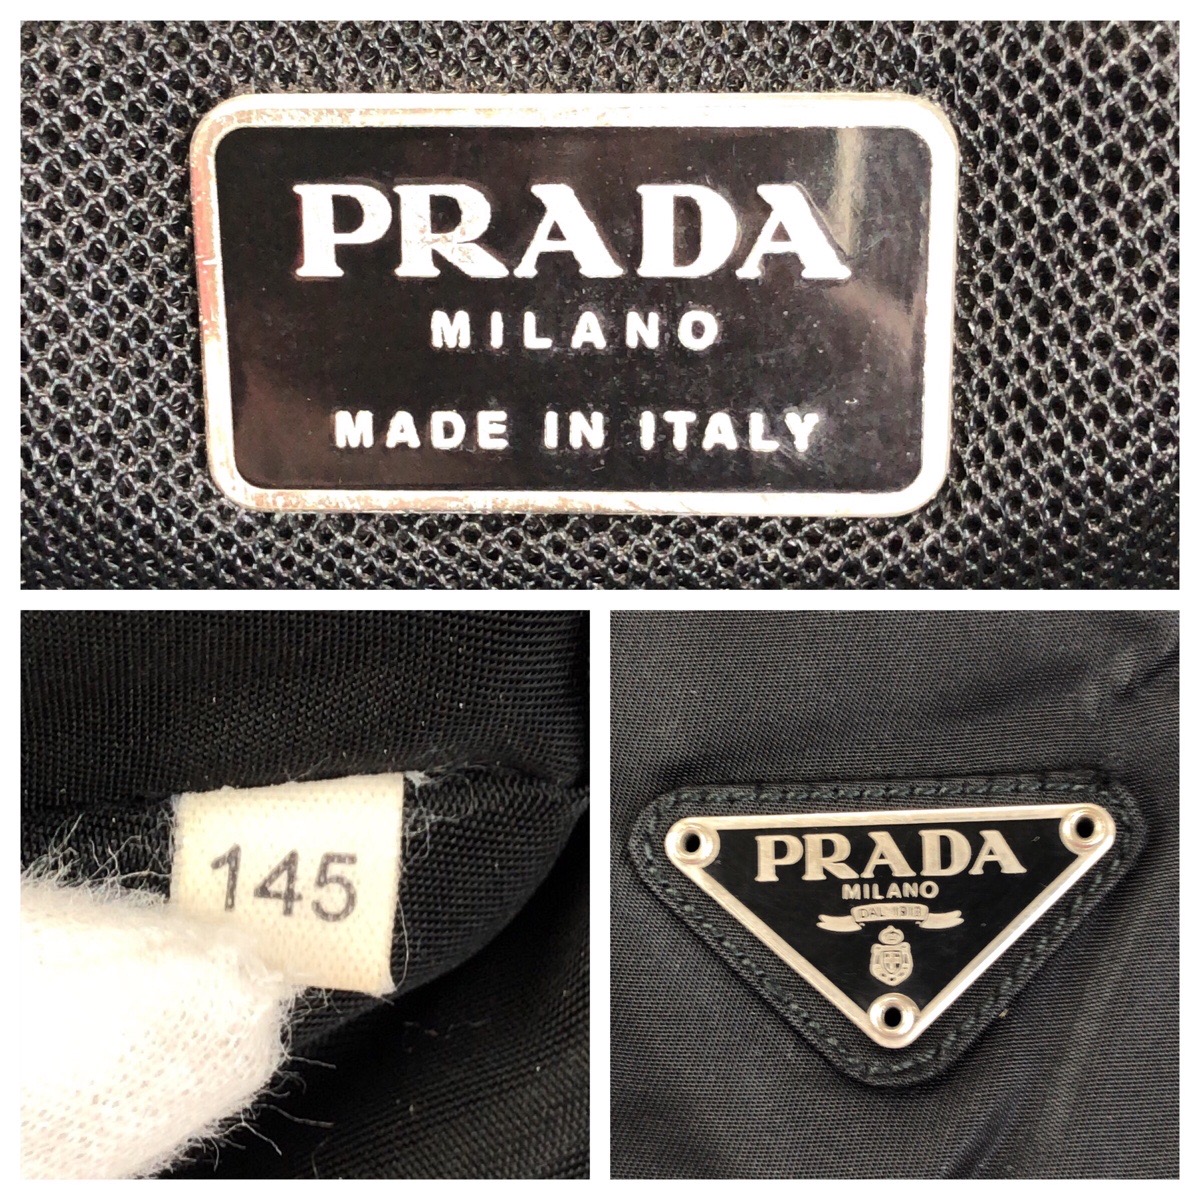 PRADA
MILANO
MADE IN ITALY
145
PRADA
MILANO
DAL 1913